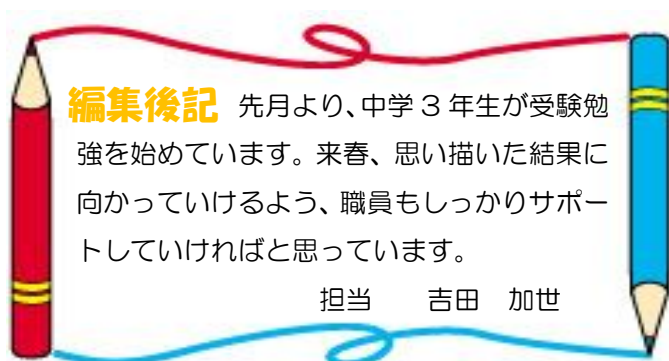 編集後記 先月より、中学3年生が受験勉
強を始めています。来春、思い描いた結果に
向かっていけるよう、職員もしっかりサポー
トしていければと思っています。
担当　　吉田　加世